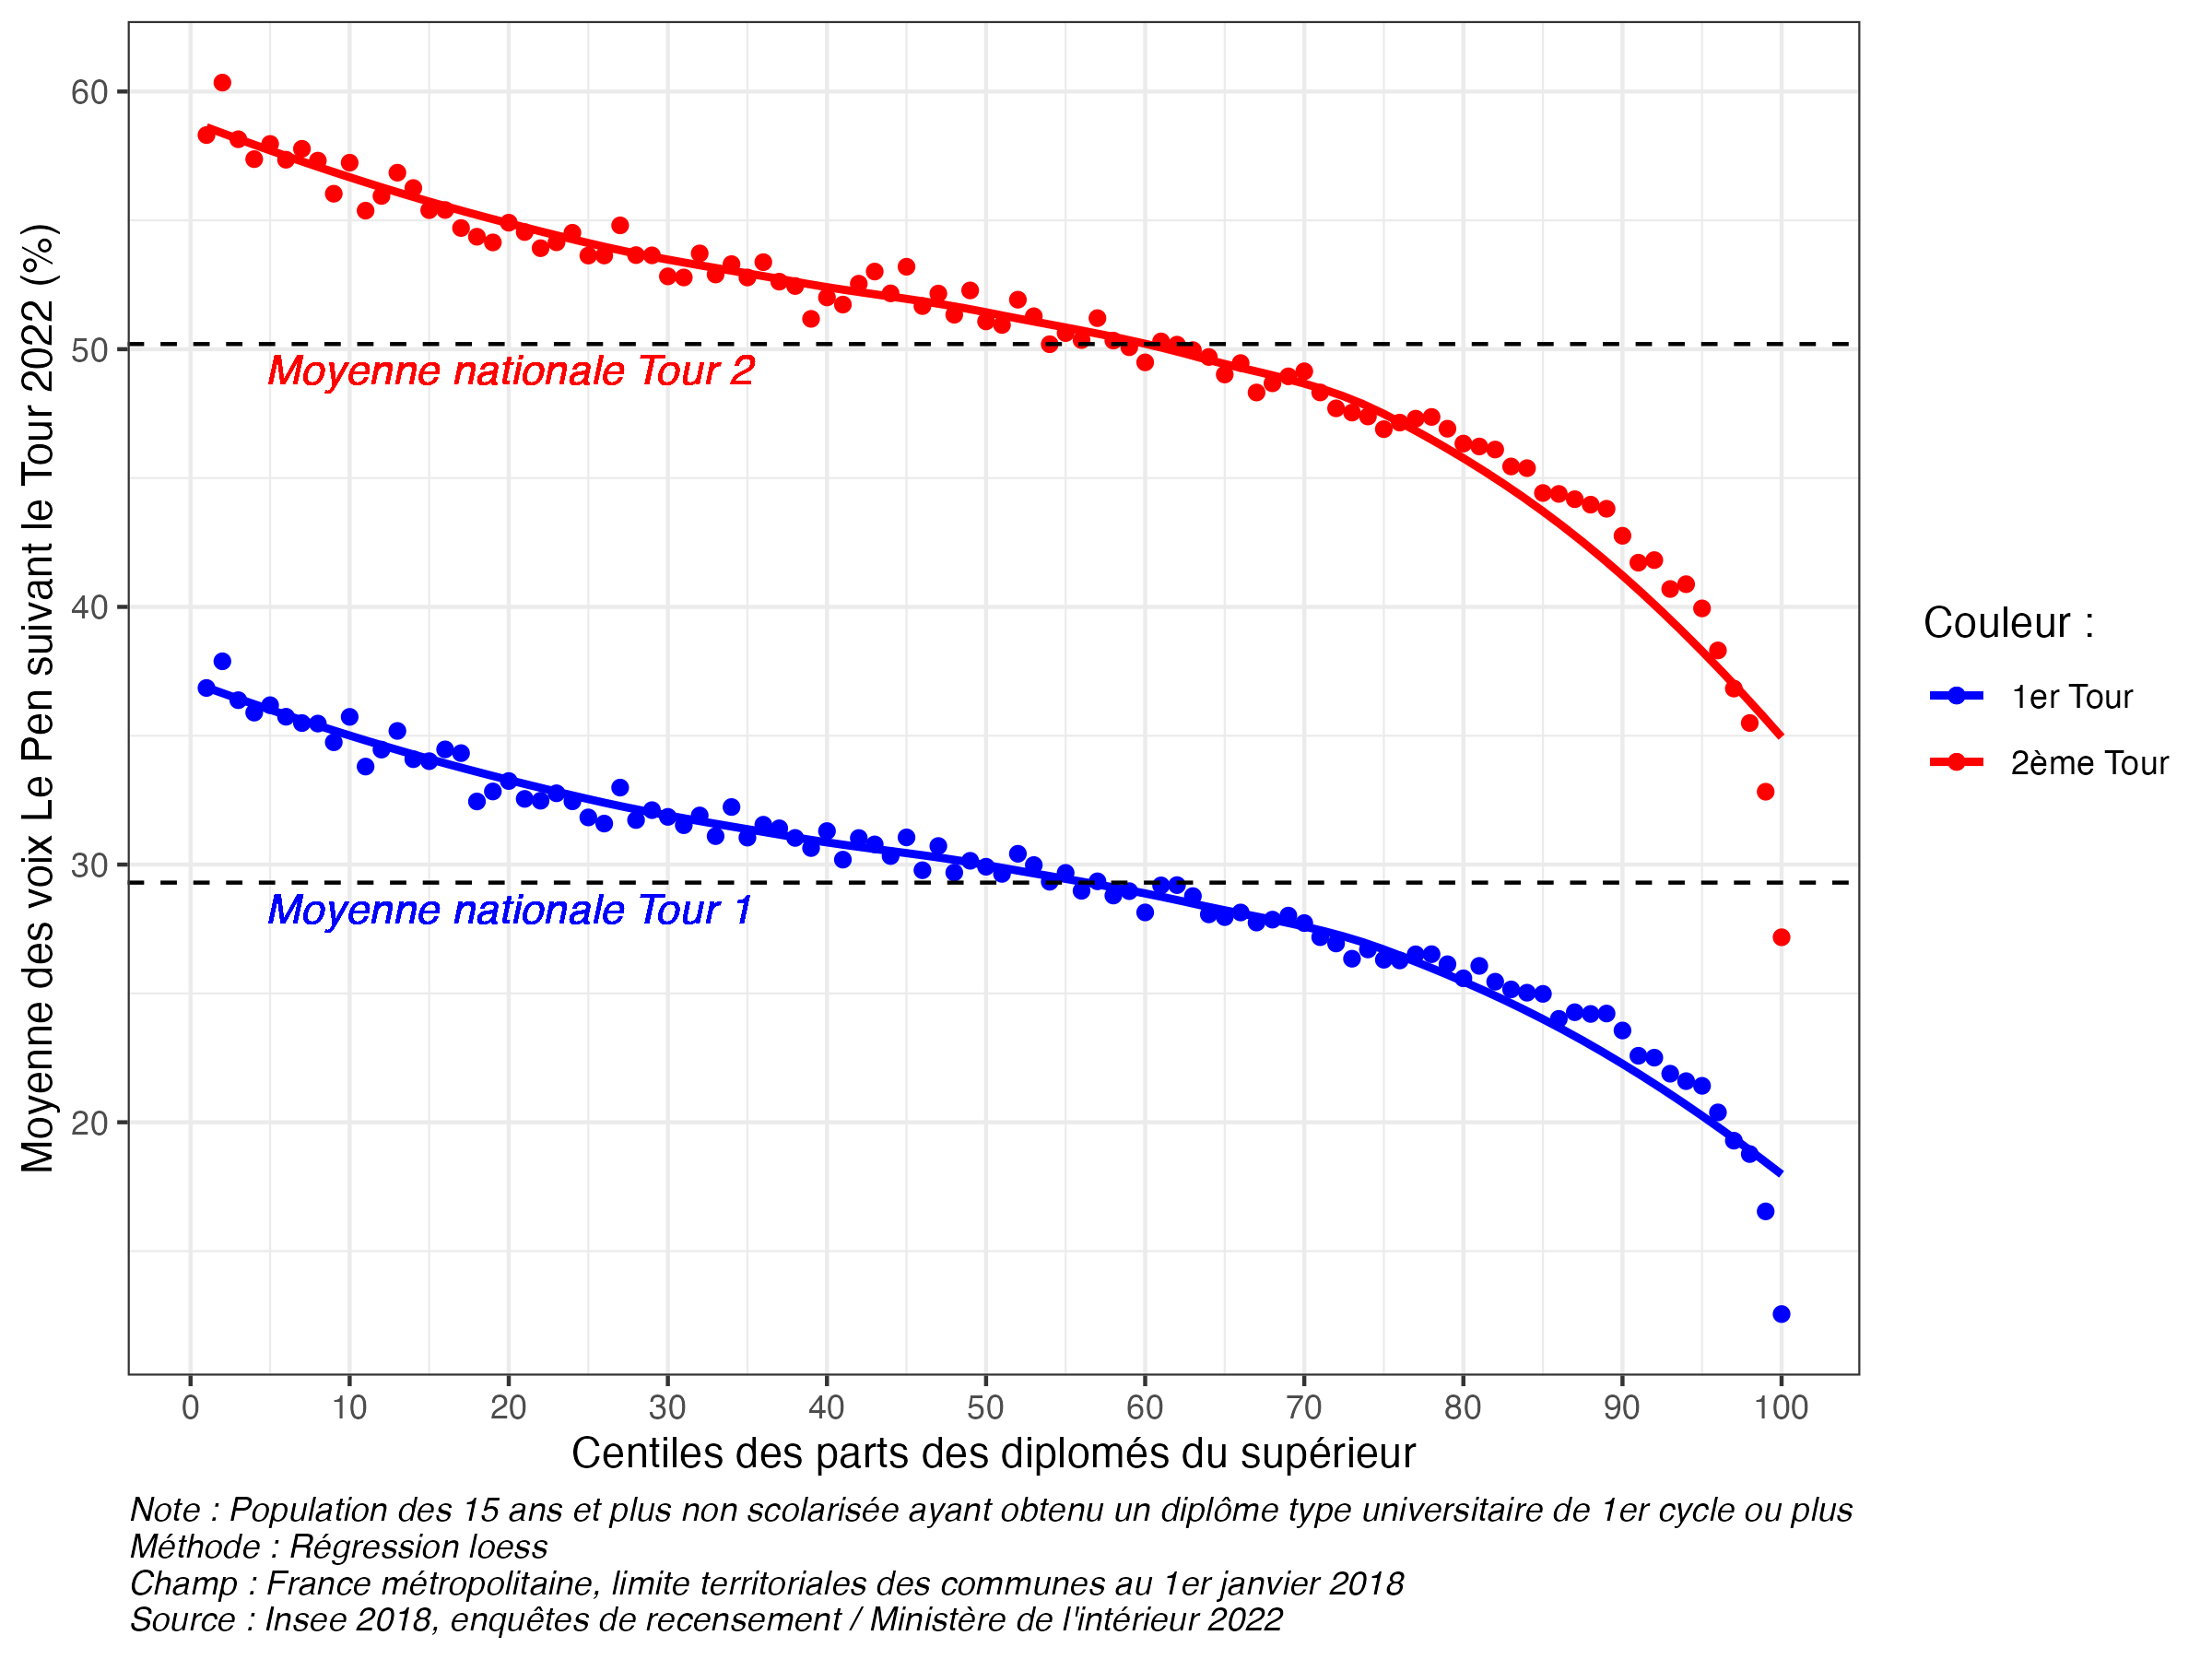 Moyenne des voix Le Pen suivant le Tour 2022 (%)
60
50
40
30
20
Moyenne nationale Tour 2
Moyenne nationale Tour 1
0 10 20 30 40 50 60 70 80 90 100
Centiles des parts des diplomés du supérieur
Couleur :
1er Tour
2ème Tour
Note : Population des 15 ans et plus non scolarisée ayant obtenu un diplôme type universitaire de 1er cycle ou plus
Méthode : Régression loess
Champ : France métropolitaine, limite territoriales des communes au 1er janvier 2018
Source : Insee 2018, enquêtes de recensement / Ministère de l'intérieur 2022